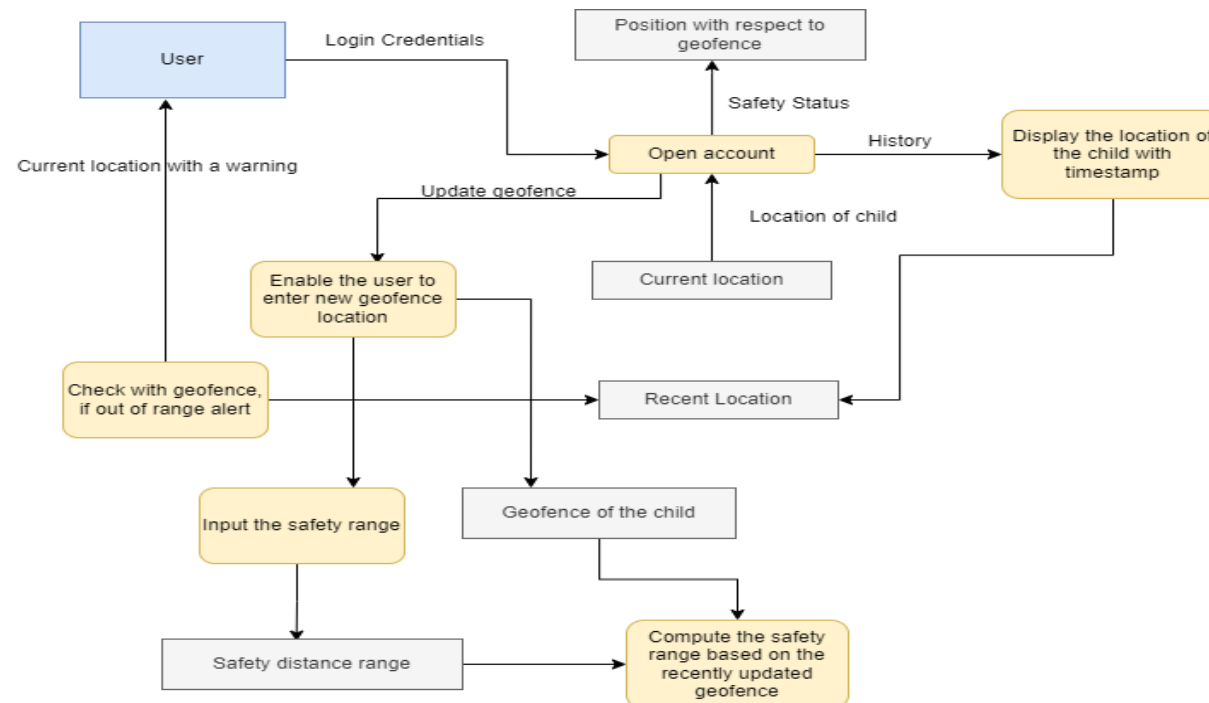 Position with respect to
geofence
Login Credentials
User
Safety Status
Display the location of
the child with
timestamp
History
Open account
Current location with a warning
Update geofence
Location of child
Enable the user to
enter new geofence
location
Current location
Check with geofence,
if out of range alert
Recent Location
Input the safety range
Geofence of the child
Compute the safety
range based on the
recently updated
geofence
Safety distance range